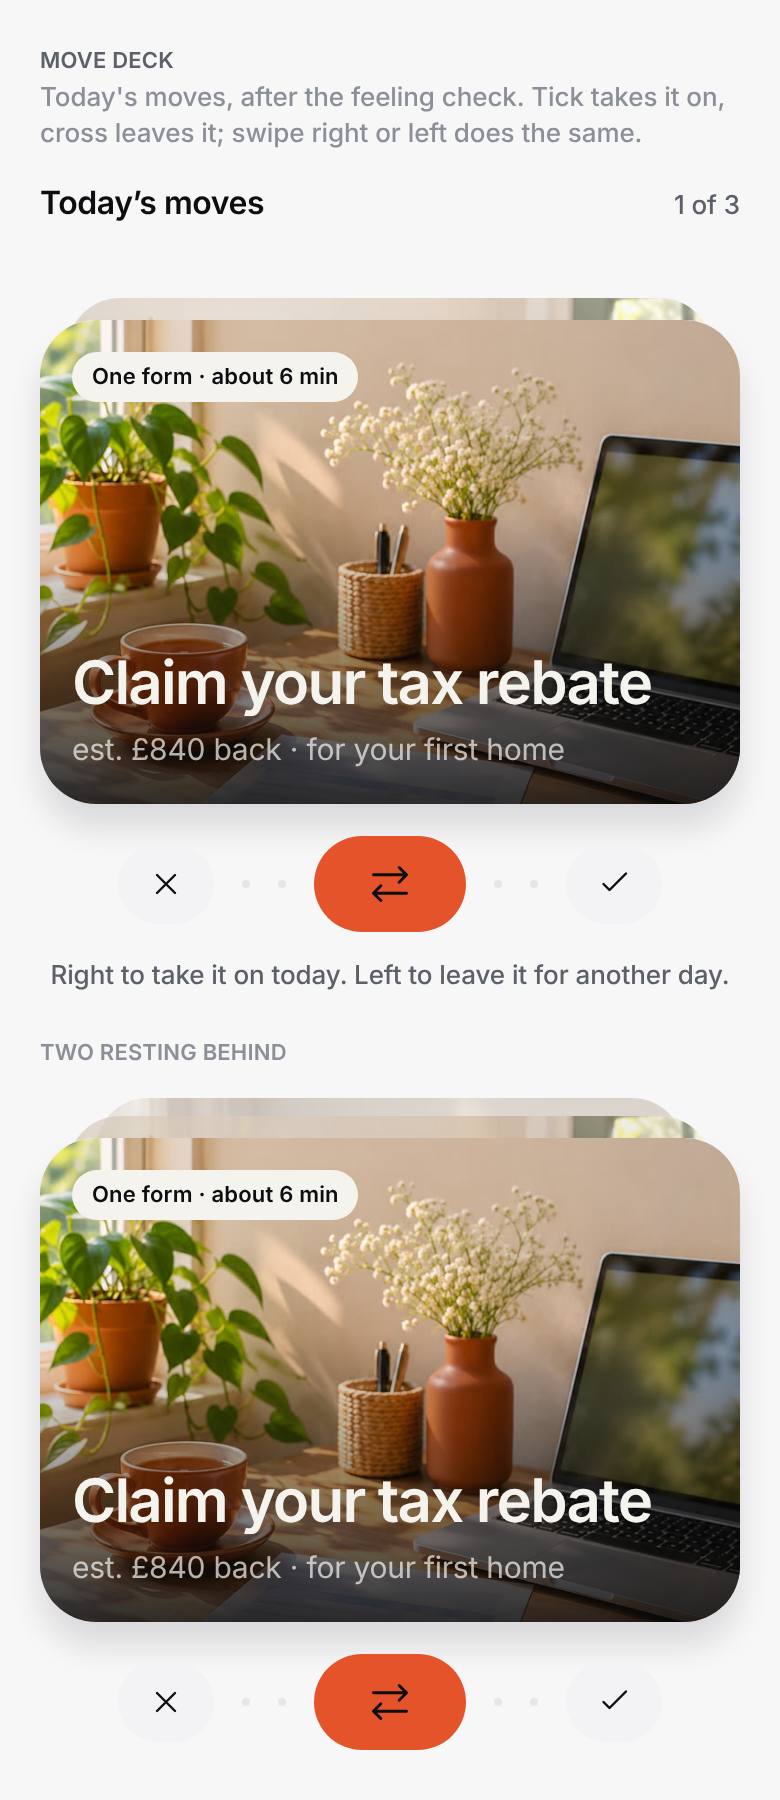 MOVE DECK
Today's moves, after the feeling check. Tick takes it on,
cross leaves it; swipe right or left does the same.
Today’s moves
1 of 3
One form · about 6 min
Claim your tax rebate
est. £840 back · for your first home
Right to take it on today. Left to leave it for another day.
TWO RESTING BEHIND
One form · about 6 min
Claim your tax rebate
est. £840 back · for your first home